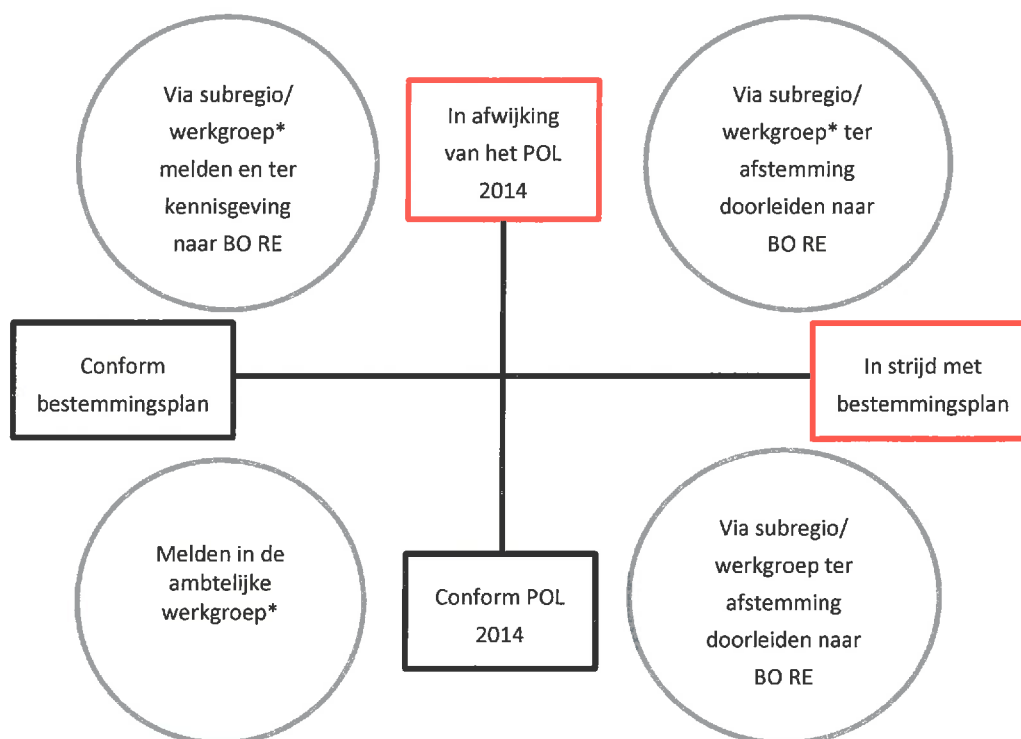 Via subregio/
werkgroep*
melden en ter
kennisgeving
naar BO RE
In afwijking
van het POL
2014
Via subregio/
werkgroep* ter
afstemming
doorleiden naar
BO RE
Conform
bestemmingsplan
In strijd met
bestemmingsplan
Melden in de
ambtelijke
werkgroep*
Conform POL
2014
Via subregio/
werkgroep ter
afstemming
doorleiden naar
BO RE